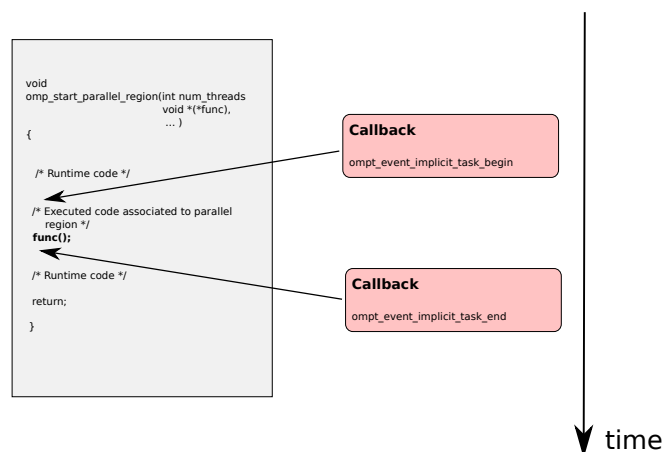 void
omp_start_parallel_region(int num_threads
void *(*func),
... )
{
/* Runtime code */
/* Executed code associated to parallel
region */
func();
/* Runtime code */
return;
}
Callback
ompt_event_implicit_task_begin
Callback
ompt_event_implicit_task_end
time